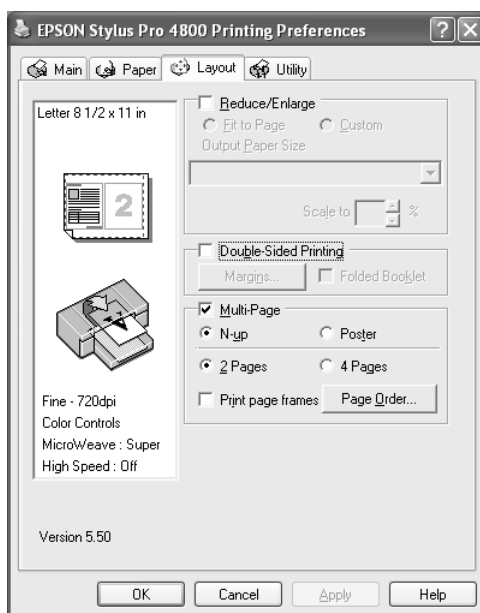 EPSON Stylus Pro 4800 Printing Preferences
Main Paper Layout Utility
Letter 8 1/2 x 11 in
2
Fine - 720dpi
Color Controls
MicroWeave : Super
High Speed : Off
Version 5.50
Reduce/Enlarge
Fit to Page Custom
Output Paper Size
Scale to %
Double-Sided Printing
Margins... Folded Booklet
Multi-Page
N-up Poster
2 Pages 4 Pages
Print page frames Page Order...
OK Cancel Apply Help